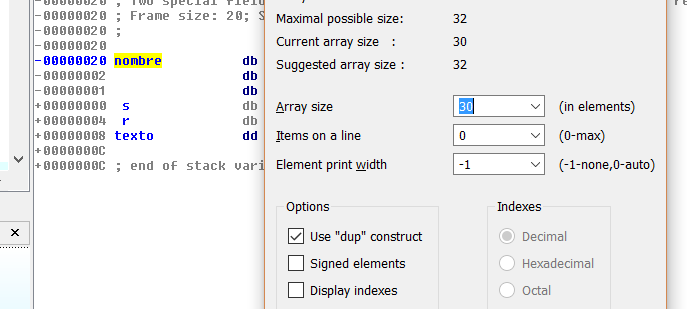 -00000020 ; Two special field
-00000020 ; Frame size: 20; S
-00000020 ;
-00000020
-00000020 nombre db
-00000002 db
-00000001 db
+00000000 s db
+00000004 r db
+00000008 texto dd
+0000000C
+0000000C ; end of stack vari
Maximal possible size: 32
Current array size : 30
Suggested array size : 32
Array size 30 (in elements)
Items on a line 0 (0-max)
Element print width -1 (-1-none,0-auto)
Options
Use "dup" construct
Signed elements
Display indexes
Indexes
Decimal
Hexadecimal
Octal